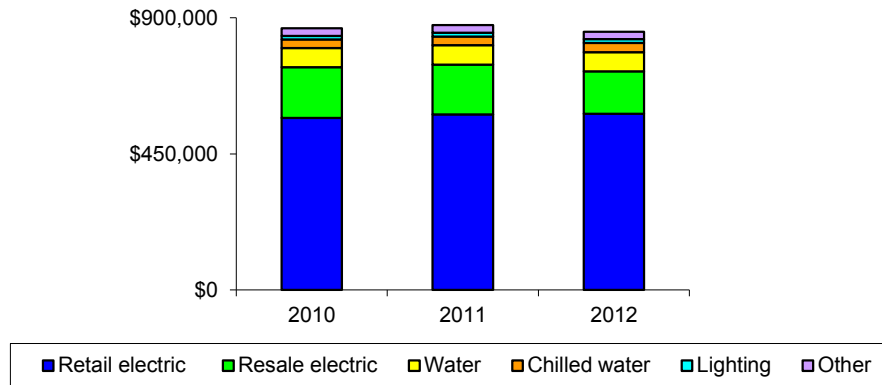 $900,000
$450,000
$0
2010 2011 2012
Retail electric Resale electric Water Chilled water Lighting Other